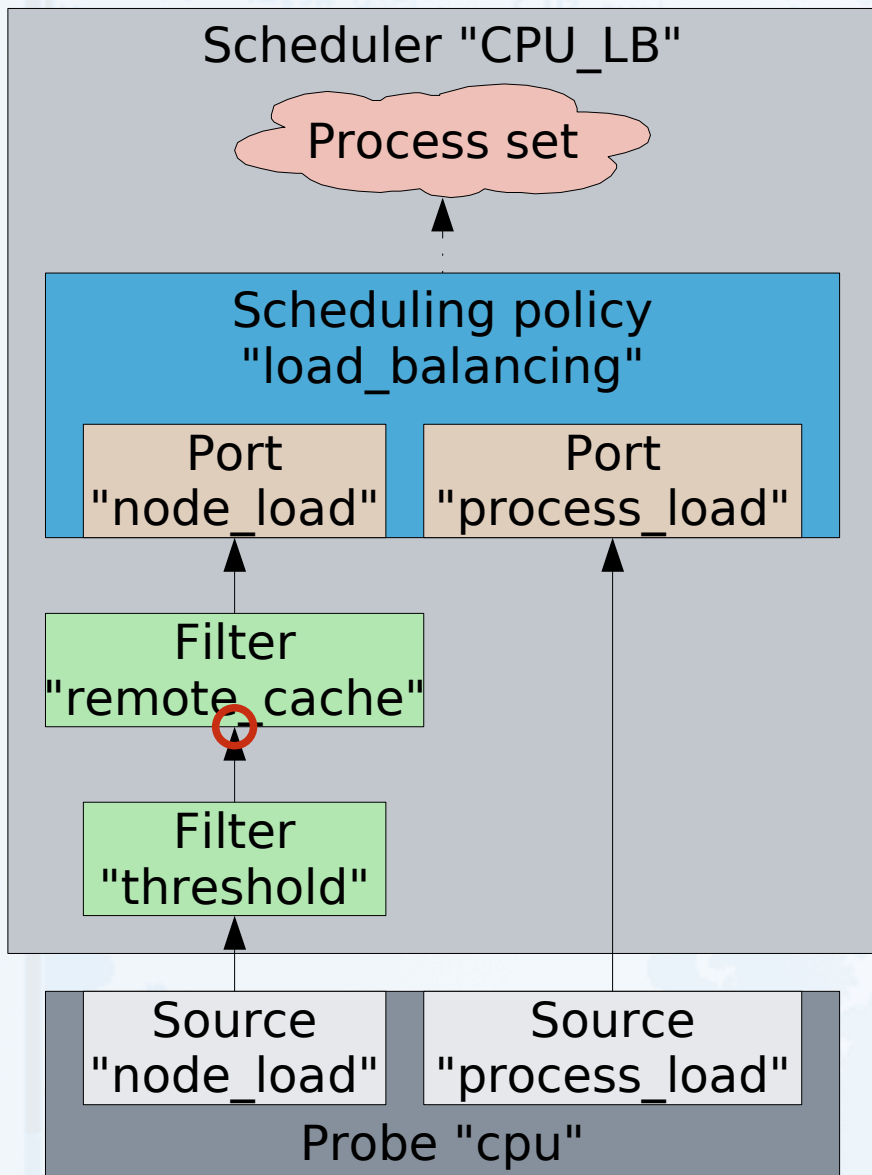 Scheduler "CPU_LB"
Process set
Scheduling policy
"load_balancing"
Port
"node_load"
Port
"process_load"
Filter
"remote_cache"
Filter
"threshold"
Source
"node_load"
Source
"process_load"
Probe "cpu"